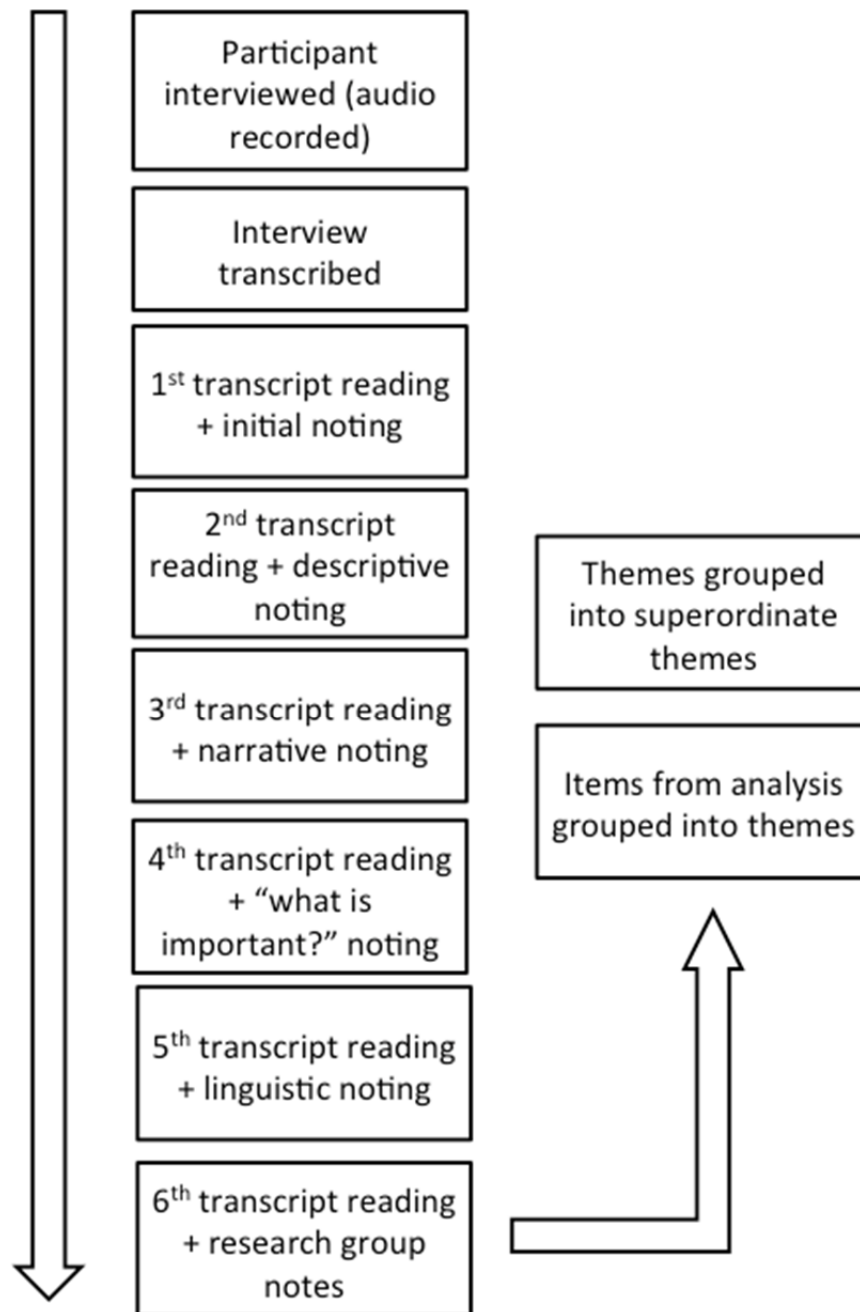 Participant
interviewed (audio
recorded)
Interview
transcribed
1st transcript reading
+ initial noting
2nd transcript
reading + descriptive
noting
3rd transcript reading
+ narrative noting
4th transcript reading
+ “what is
important?” noting
5th transcript reading
+ linguistic noting
6th transcript reading
+ research group
notes
Items from analysis
grouped into themes
Themes grouped
into superordinate
themes